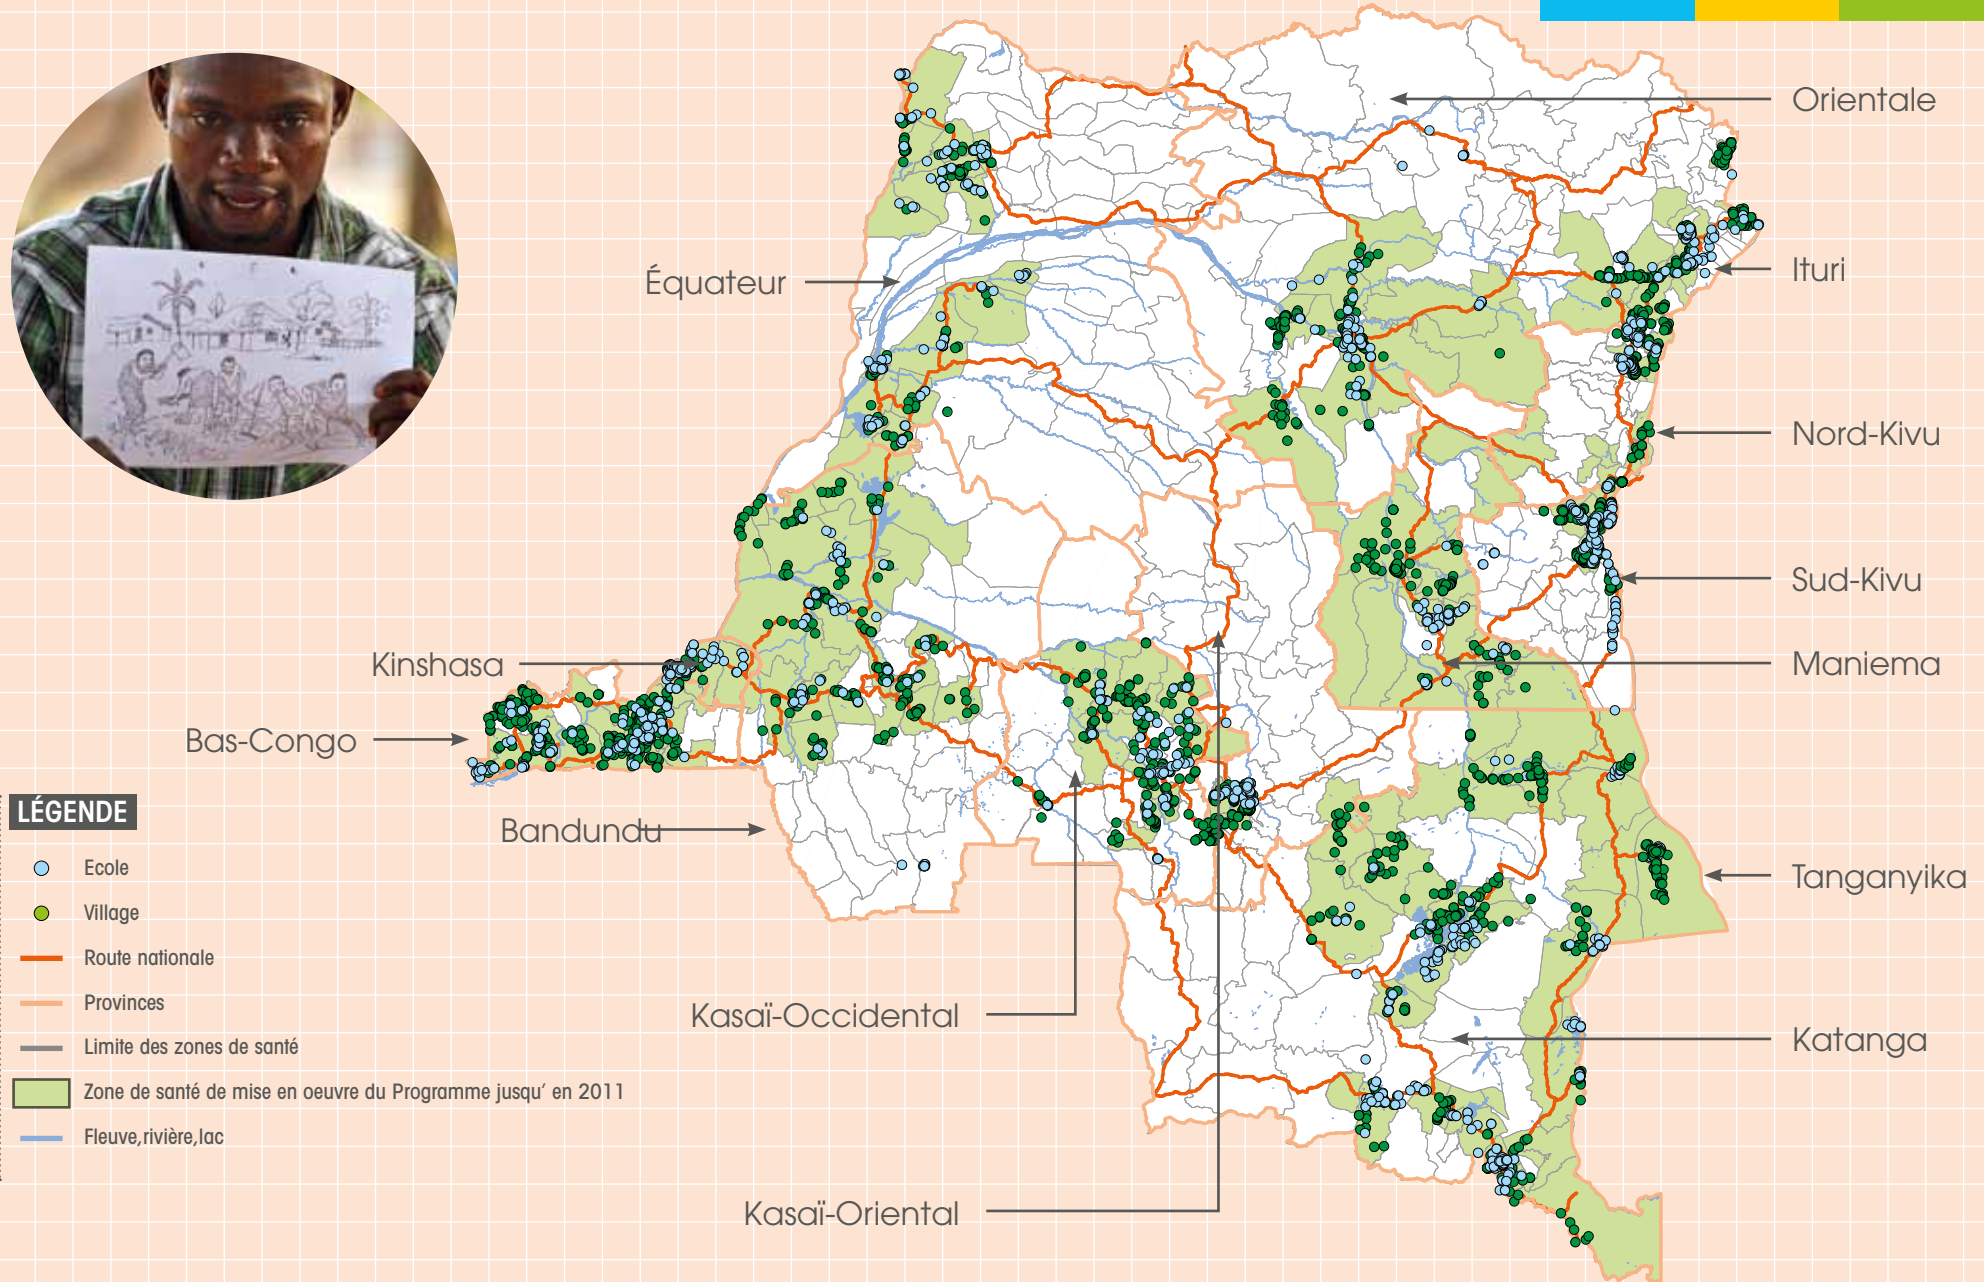 Orientale
Équateur
Ituri
Nord-Kivu
Sud-Kivu
Kinshasa
Maniema
Bas-Congo
LÉGENDE
Bandundu
Ecole
Tanganyika
Village
Route nationale
Provinces
Kasaï-Occidental
Katanga
Limite des zones de santé
Zone de santé de mise en oeuvre du Programme jusqu' en 2011
Fleuve,rivière,lac
Kasaï-Oriental